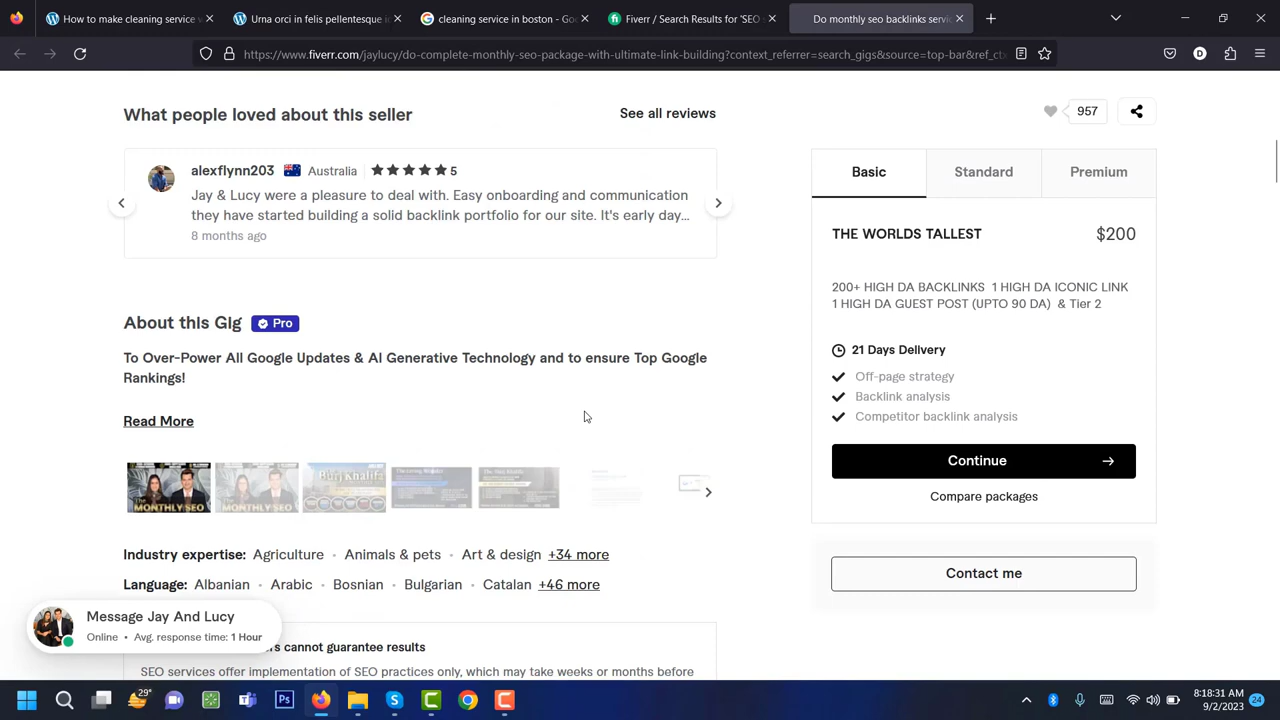 How to make cleaning service w
Urna orci in felis pellentesque in
cleaning service in boston - Goo
Fiverr / Search Results for 'SEO s
Do monthly seo backlinks servic
https://www.fiverr.com/jaylucy/do-complete-monthly-seo-package-with-ultimate-link-building?context_referrer=search_gigs&source=top-bar&ref_ctx
What people loved about this seller
See all reviews
957
alexflynn203 Australia 5
Jay & Lucy were a pleasure to deal with. Easy onboarding and communication
they have started building a solid backlink portfolio for our site. It's early day...
8 months ago
Basic Standard Premium
THE WORLDS TALLEST $200
200+ HIGH DA BACKLINKS 1 HIGH DA ICONIC LINK
1 HIGH DA GUEST POST (UPTO 90 DA) & Tier 2
21 Days Delivery
Off-page strategy
Backlink analysis
Competitor backlink analysis
Continue
Compare packages
Contact me
About this Gig Pro
To Over-Power All Google Updates & AI Generative Technology and to ensure Top Google
Rankings!
Read More
MONTHLY SEO
MONTHLY SEO
Burj Khalifa
Industry expertise: Agriculture • Animals & pets • Art & design +34 more
Language: Albanian • Arabic • Bosnian • Bulgarian • Catalan +46 more
Message Jay And Lucy
Online • Avg. response time: 1 Hour
rs cannot guarantee results
SEO services offer implementation of SEO practices only, which may take weeks or months before
29°
8:18:31 AM
9/2/2023
24